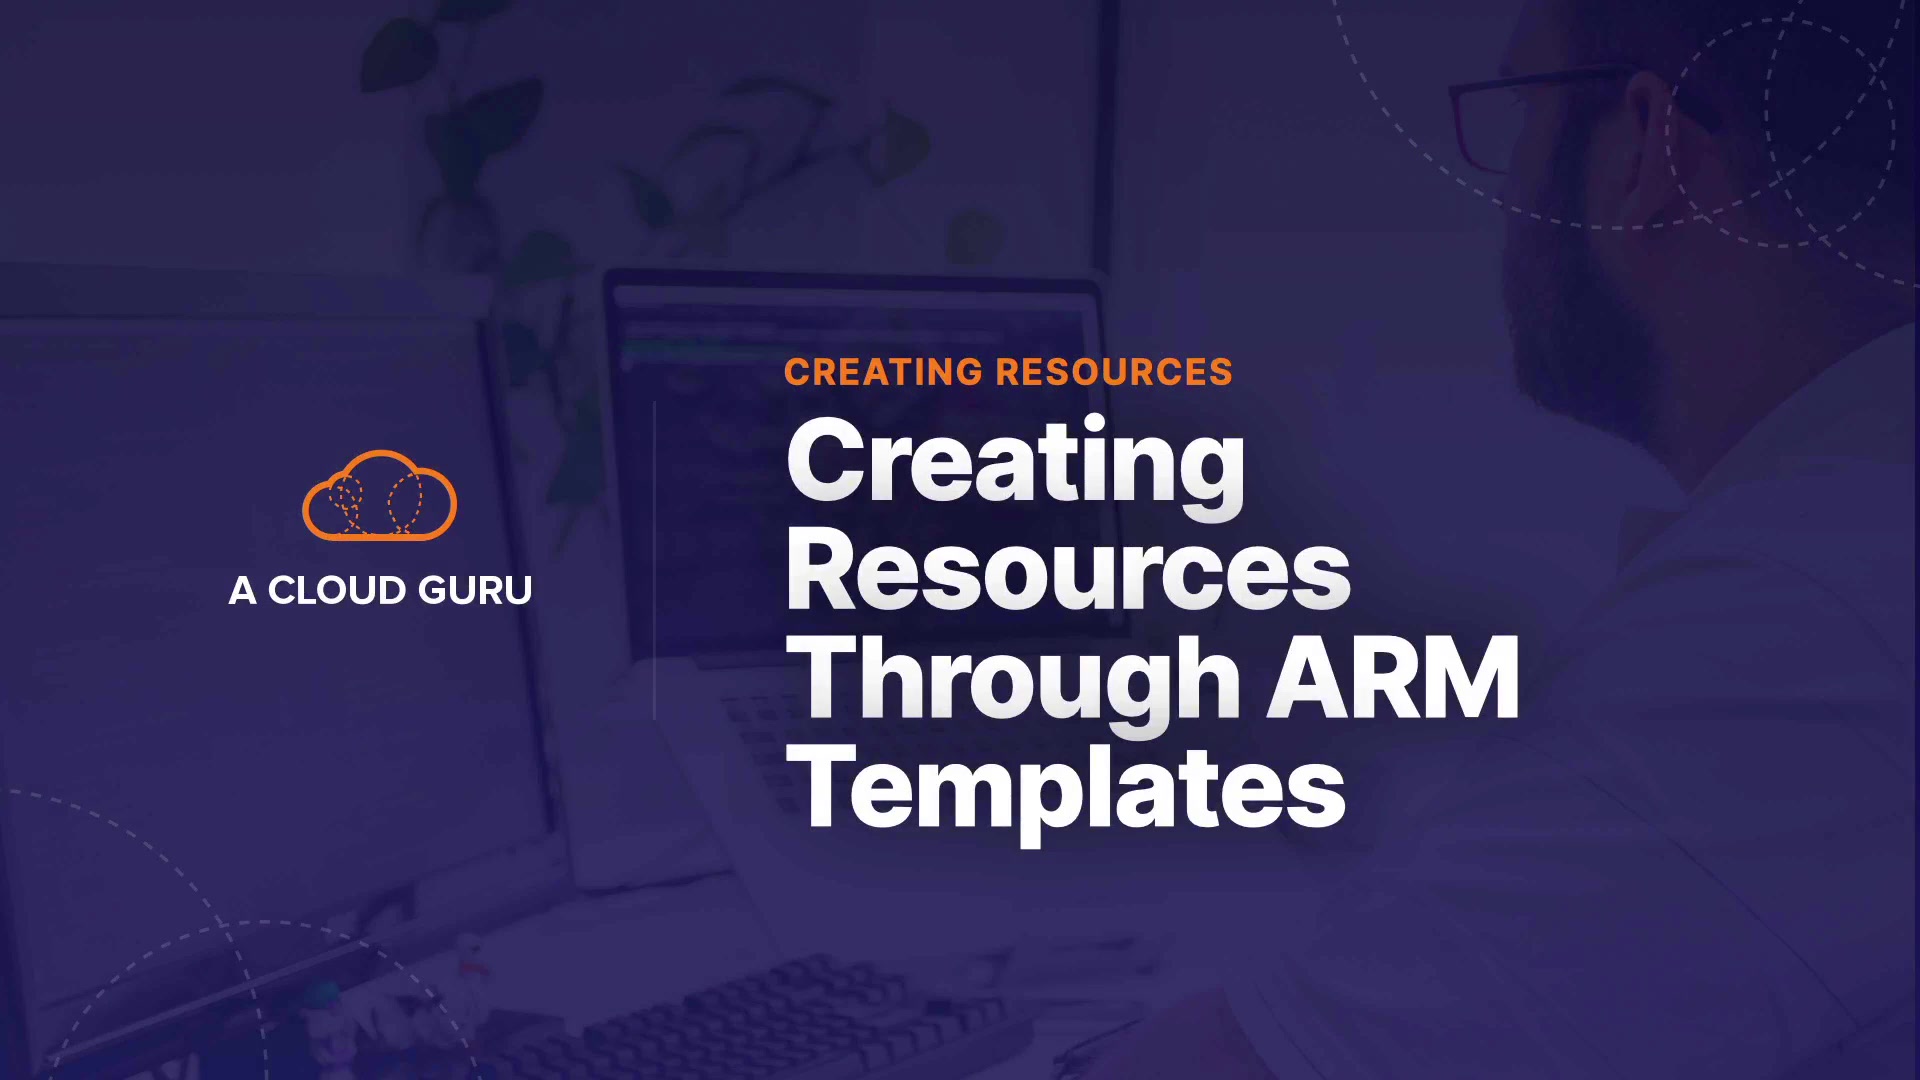 CREATING RESOURCES
Creating
Resources
Through ARM
Templates
A CLOUD GURU